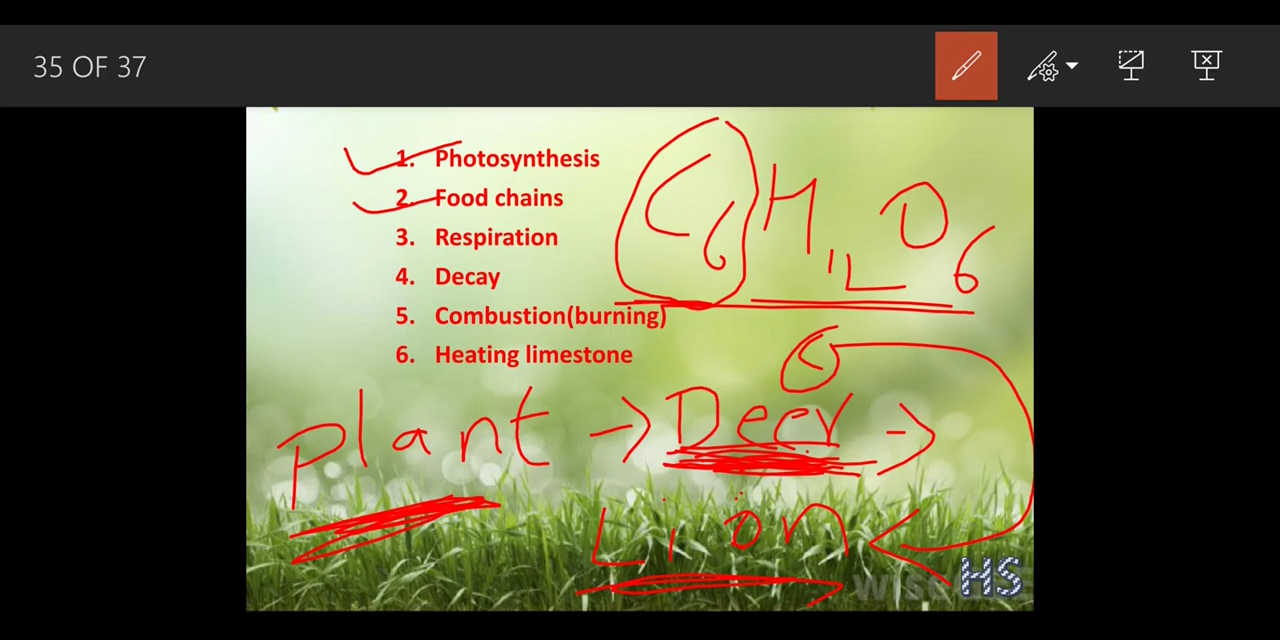 35 OF 37
1. Photosynthesis
2. Food chains
3. Respiration
4. Decay
5. Combustion(burning)
6. Heating limestone
C6H12O6
C
plant → Deer →
Lion
HS